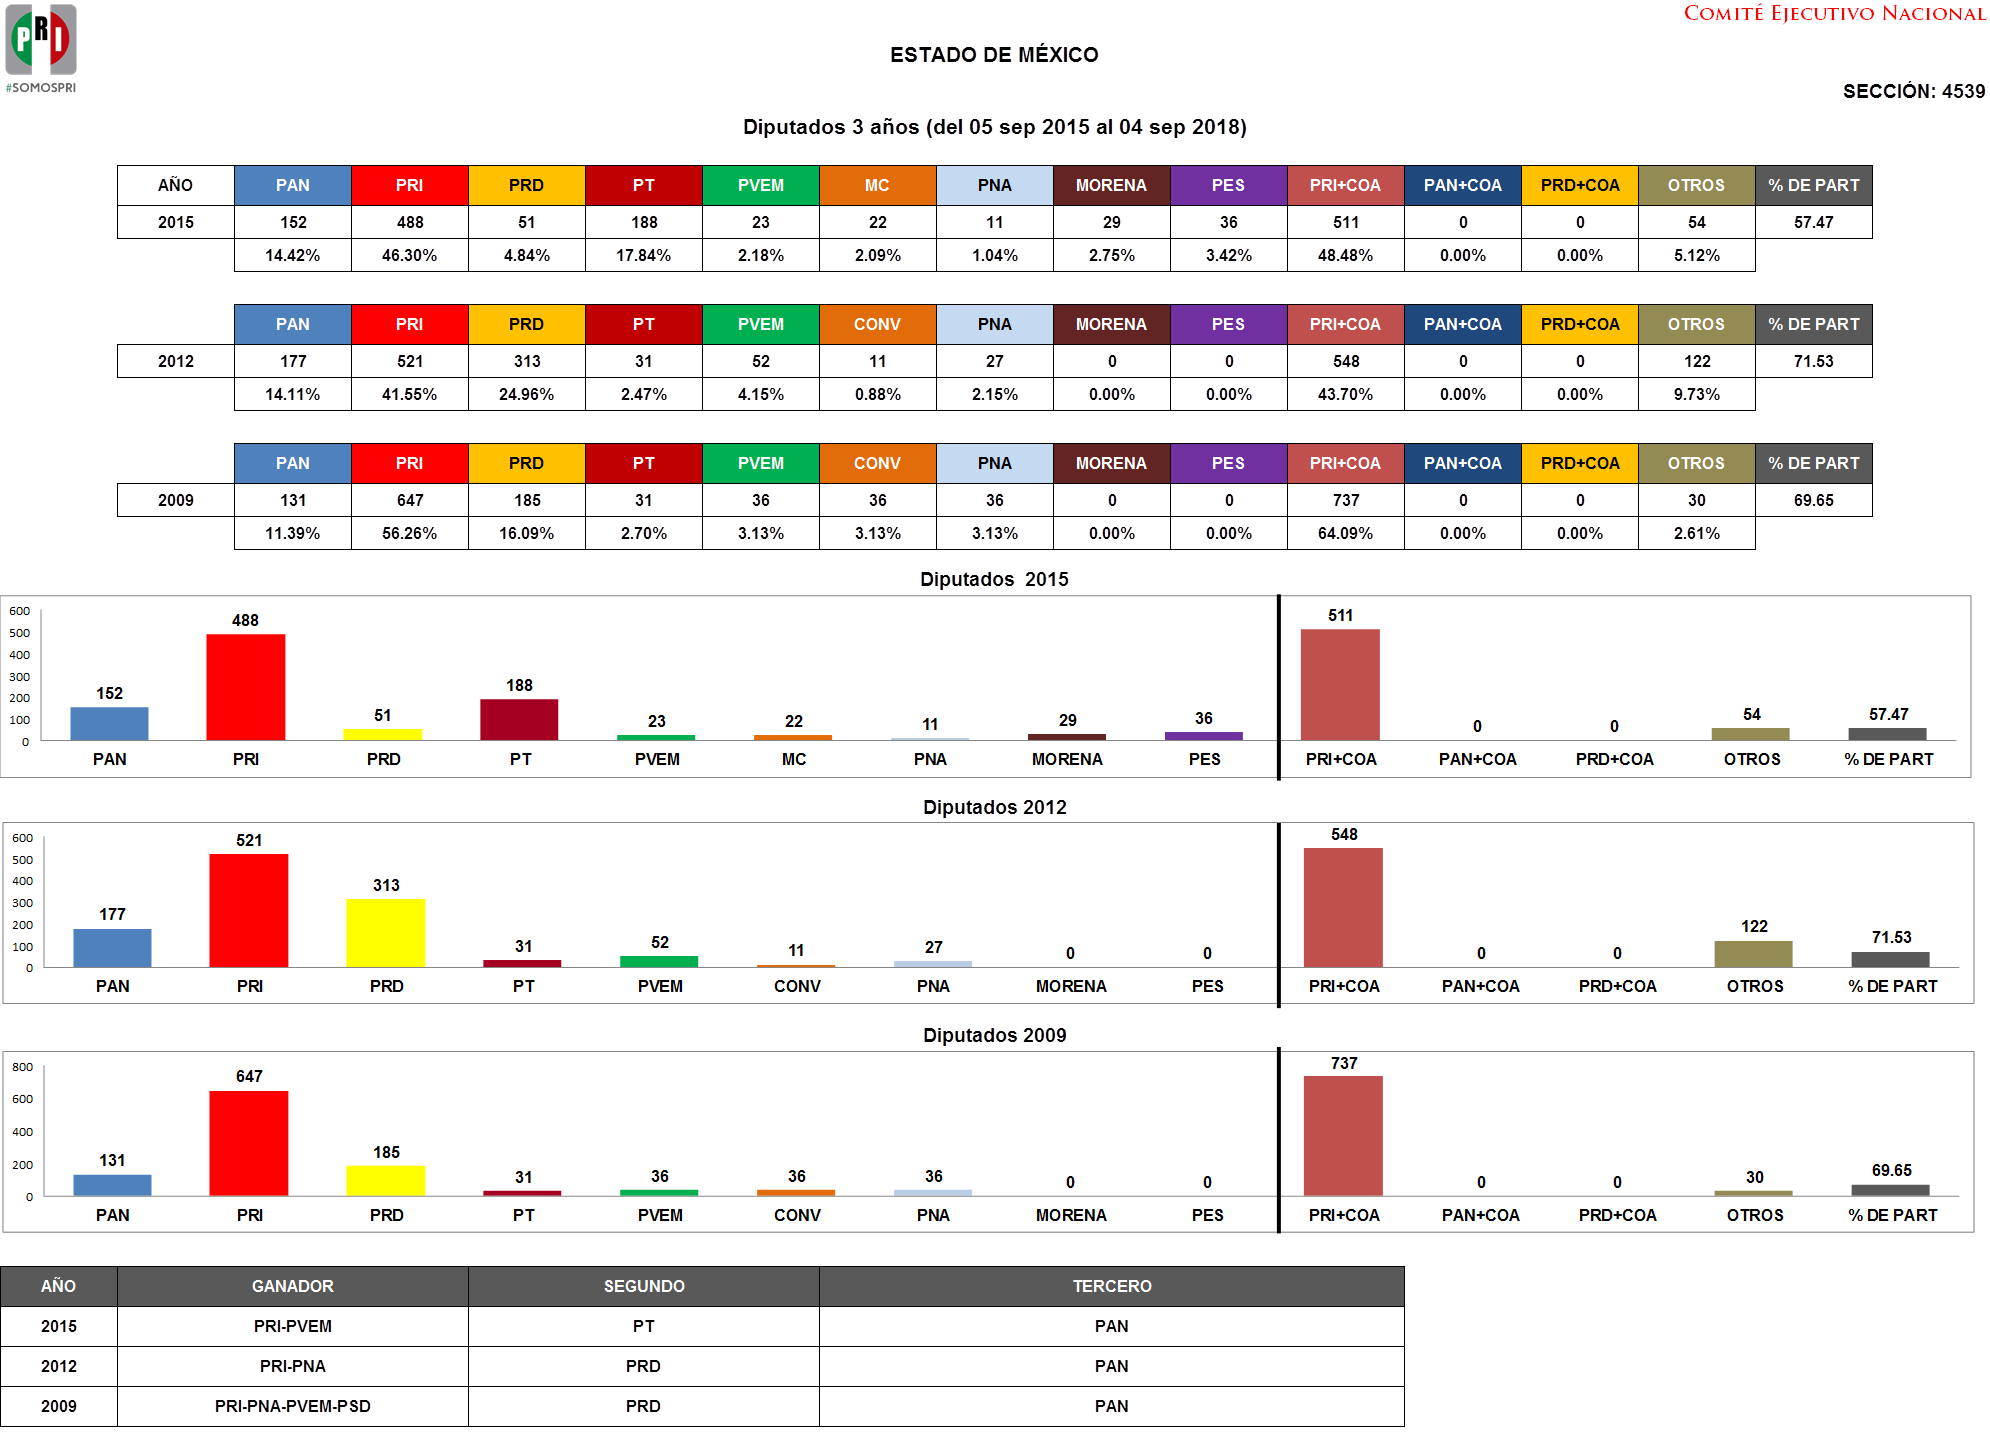 PRI
#SOMOSPRI
COMITÉ EJECUTIVO NACIONAL
ESTADO DE MÉXICO
SECCIÓN: 4539
Diputados 3 años (del 05 sep 2015 al 04 sep 2018)
AÑO PAN PRI PRD PT PVEM MC PNA MORENA PES PRI+COA PAN+COA PRD+COA OTROS % DE PART
2015 152 488 51 188 23 22 11 29 36 511 0 0 54 57.47
14.42% 46.30% 4.84% 17.84% 2.18% 2.09% 1.04% 2.75% 3.42% 48.48% 0.00% 0.00% 5.12%
PAN PRI PRD PT PVEM CONV PNA MORENA PES PRI+COA PAN+COA PRD+COA OTROS % DE PART
2012 177 521 313 31 52 11 27 0 0 548 0 0 122 71.53
14.11% 41.55% 24.96% 2.47% 4.15% 0.88% 2.15% 0.00% 0.00% 43.70% 0.00% 0.00% 9.73%
PAN PRI PRD PT PVEM CONV PNA MORENA PES PRI+COA PAN+COA PRD+COA OTROS % DE PART
2009 131 647 185 31 36 36 36 0 0 737 0 0 30 69.65
11.39% 56.26% 16.09% 2.70% 3.13% 3.13% 3.13% 0.00% 0.00% 64.09% 0.00% 0.00% 2.61%
Diputados 2015
600
500
400
300
200
100
0
152 488 51 188 23 22 11 29 36 511 0 0 54 57.47
PAN PRI PRD PT PVEM MC PNA MORENA PES PRI+COA PAN+COA PRD+COA OTROS % DE PART
Diputados 2012
600
500
400
300
200
100
0
177 521 313 31 52 11 27 0 0 548 0 0 122 71.53
PAN PRI PRD PT PVEM CONV PNA MORENA PES PRI+COA PAN+COA PRD+COA OTROS % DE PART
Diputados 2009
800
600
400
200
0
131 647 185 31 36 36 36 0 0 737 0 0 30 69.65
PAN PRI PRD PT PVEM CONV PNA MORENA PES PRI+COA PAN+COA PRD+COA OTROS % DE PART
AÑO GANADOR SEGUNDO TERCERO
2015 PRI-PVEM PT PAN
2012 PRI-PNA PRD PAN
2009 PRI-PNA-PVEM-PSD PRD PAN